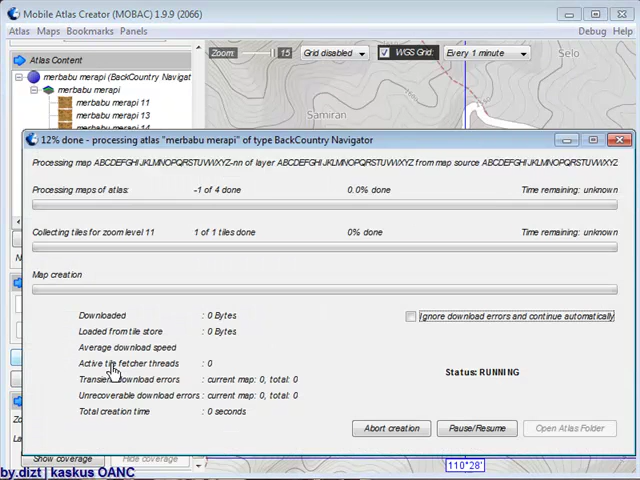 Mobile Atlas Creator (MOBAC) 1.9.9 (2066)
Atlas Maps Bookmarks Panels Debug Help
Atlas Content
Zoom: 15 Grid disabled WGS Grid: Every 1 minute
Selo
merbabu merapi (BackCountry Navigat
merbabu merapi
merbabu merapi 11
merbabu merapi 13
merbabu merapi 14
Samiran
12% done - processing atlas "merbabu merapi" of type BackCountry Navigator
Processing map ABCDEFGHIJKLMNOPQRSTUVWXYZ-nn of layer ABCDEFGHIJKLMNOPQRSTUVWXYZ from map source ABCDEFGHIJKLMNOPQRSTUVWXYZ
Processing maps of atlas: -1 of 4 done 0.0% done Time remaining: unknown
Collecting tiles for zoom level 11 1 of 1 tiles done 0% done Time remaining: unknown
Map creation
Downloaded : 0 Bytes
Ignore download errors and continue automatically
Loaded from tile store : 0 Bytes
Average download speed
Active tile fetcher threads : 0
Status: RUNNING
Transient download errors : current map: 0, total: 0
Unrecoverable download errors : current map: 0, total: 0
Total creation time : 0 seconds
Abort creation Pause/Resume Open Atlas Folder
Show coverage Hide coverage
110°28'
by.dizt | kaskus OANC